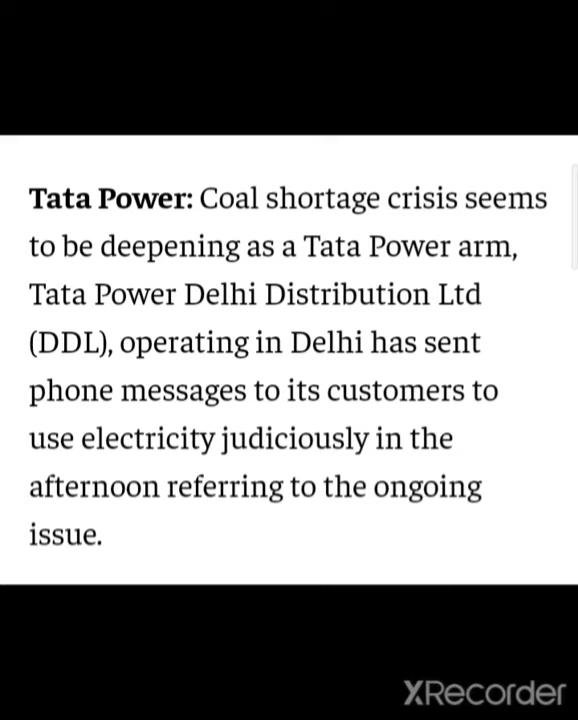 Tata Power: Coal shortage crisis seems
to be deepening as a Tata Power arm,
Tata Power Delhi Distribution Ltd
(DDL), operating in Delhi has sent
phone messages to its customers to
use electricity judiciously in the
afternoon referring to the ongoing
issue.
XRecorder